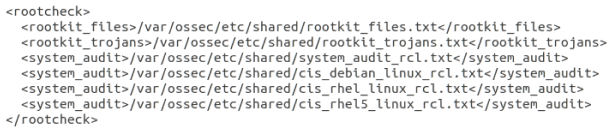 <rootcheck>
  <rootkit_files>/var/ossec/etc/shared/rootkit_files.txt</rootkit_files>
  <rootkit_trojans>/var/ossec/etc/shared/rootkit_trojans.txt</rootkit_trojans>
  <system_audit>/var/ossec/etc/shared/system_audit_rcl.txt</system_audit>
  <system_audit>/var/ossec/etc/shared/cis_debian_linux_rcl.txt</system_audit>
  <system_audit>/var/ossec/etc/shared/cis_rhel_linux_rcl.txt</system_audit>
  <system_audit>/var/ossec/etc/shared/cis_rhel5_linux_rcl.txt</system_audit>
</rootcheck>